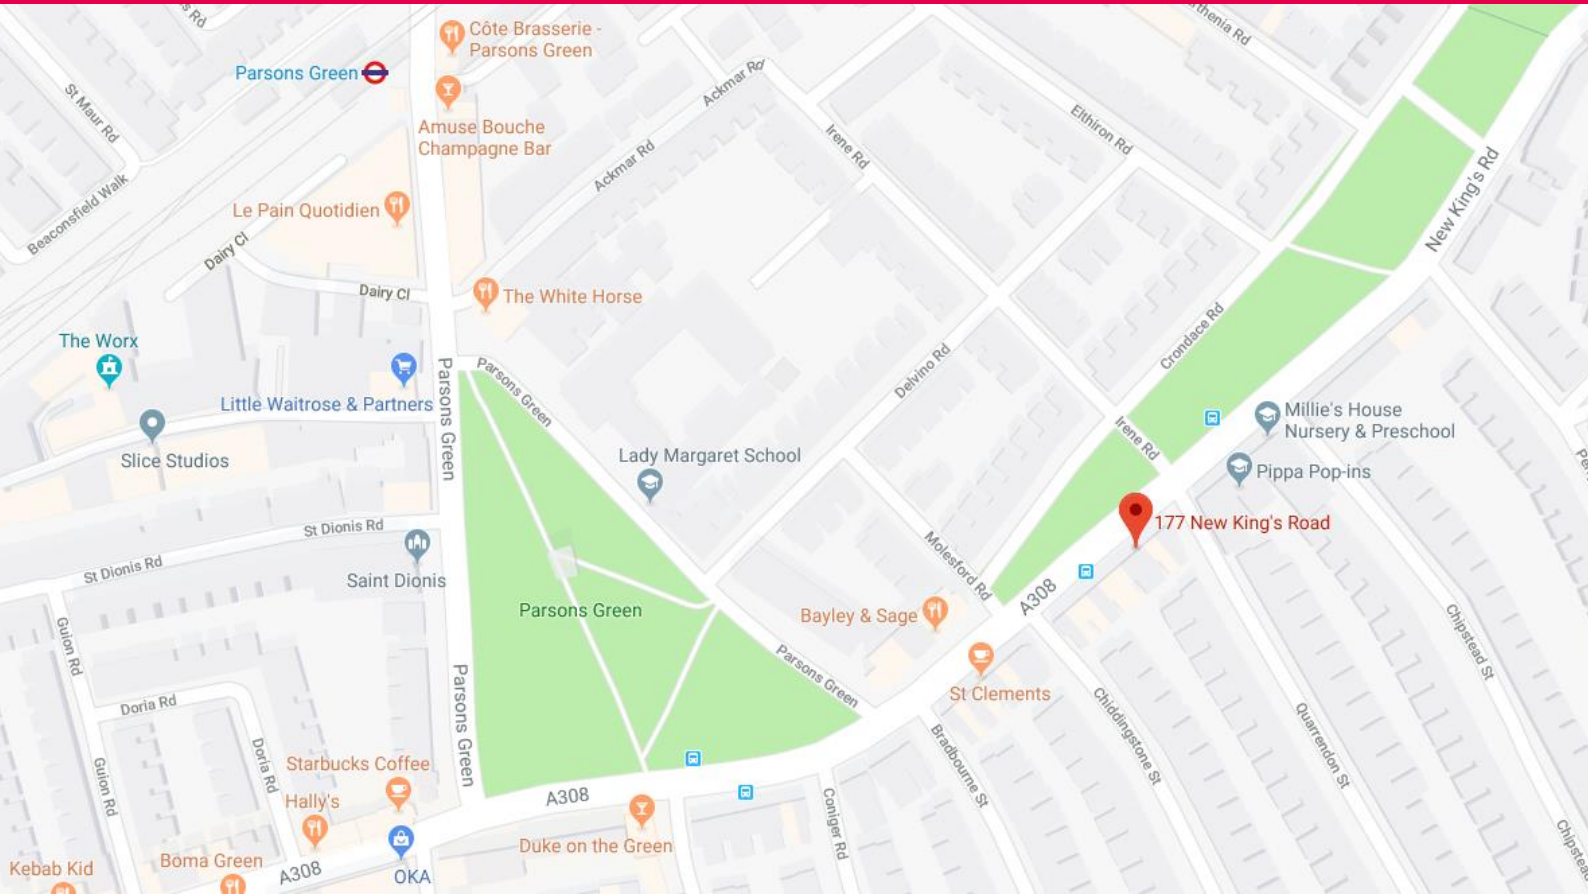 s Rd
Côte Brasserie -
Parsons Green
thenia Rd
Parsons Green
St Maur Rd
Ackmar Rd
Amuse Bouche
Champagne Bar
Elthiron Rd
Irene Rd
Ackmar Rd
New King's Rd
Beaconsfield Walk
Le Pain Quotidien
Dairy Cl
Dairy Cl
The White Horse
The Worx
Crondace Rd
Parsons Green
Parsons Green
Delvino Rd
Little Waitrose & Partners
Millie's House
Nursery & Preschool
Irene Rd
Slice Studios
Lady Margaret School
Pippa Pop-ins
St Dionis Rd
177 New King's Road
St Dionis Rd
Saint Dionis
Molesford Rd
Parsons Green
A308
Bayley & Sage
Chipstead St
Guion Rd
Parsons Green
Parsons Green
St Clements
Doria Rd
Chiddingstone St
Quarrendon St
Bradbourne St
Doria Rd
Starbucks Coffee
Guion Rd
Hally's
A308
Coniger Rd
Duke on the Green
Kebab Kid
Boma Green
A308
OKA
Chipstead